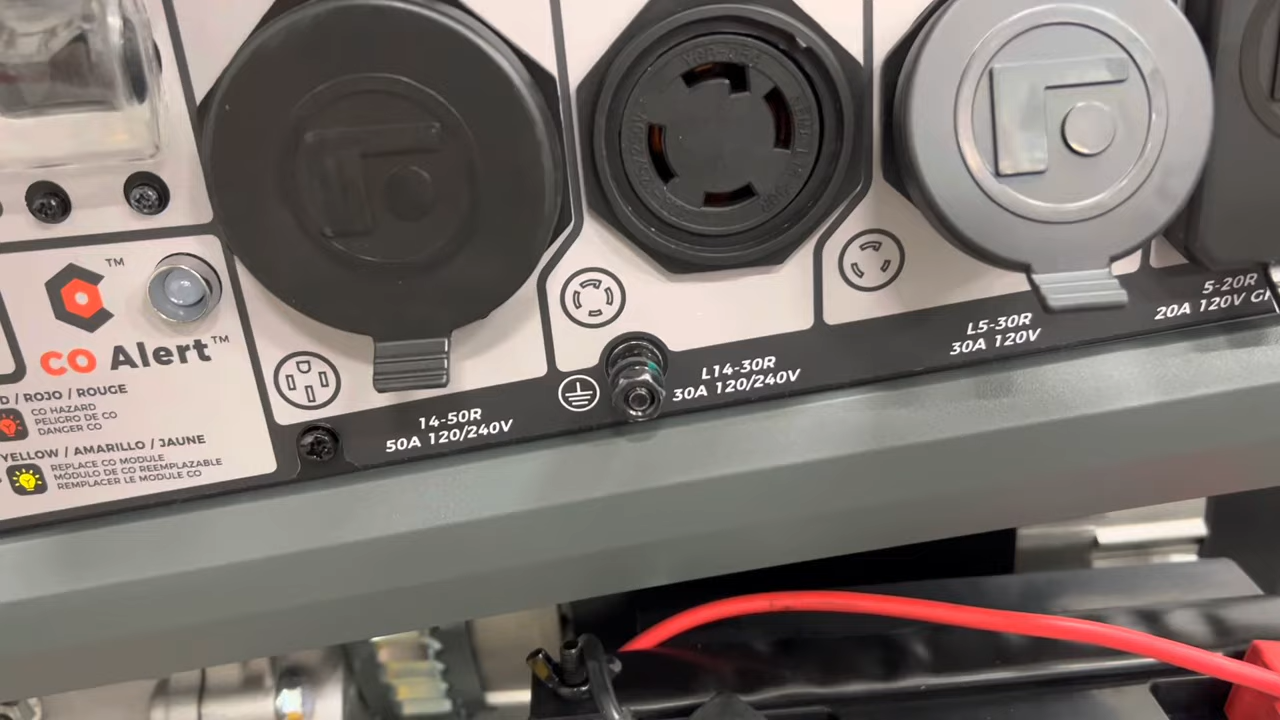 CO Alert™
TM
D / ROJO / ROUGE
CO HAZARD
PELIGRO DE CO
DANGER CO
YELLOW / AMARILLO / JAUNE
REPLACE CO MODULE
MÓDULO DE CO REEMPLAZABLE
REMPLACER LE MODULE CO
14-50R
50A 120/240V
L14-30R
30A 120/240V
L5-30R
30A 120V
5-20R
20A 120V